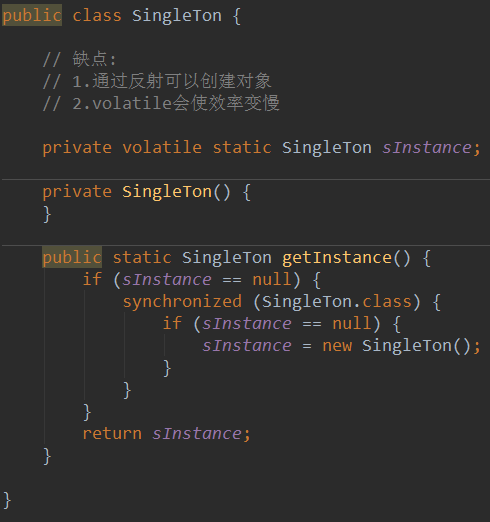 public class SingleTon {
// 缺点:
// 1.通过反射可以创建对象
// 2.volatile会使效率变慢
private volatile static SingleTon sInstance;
private SingleTon() {
}
public static SingleTon getInstance() {
if (sInstance == null) {
synchronized (SingleTon.class) {
if (sInstance == null) {
sInstance = new SingleTon();
}
}
}
return sInstance;
}
}